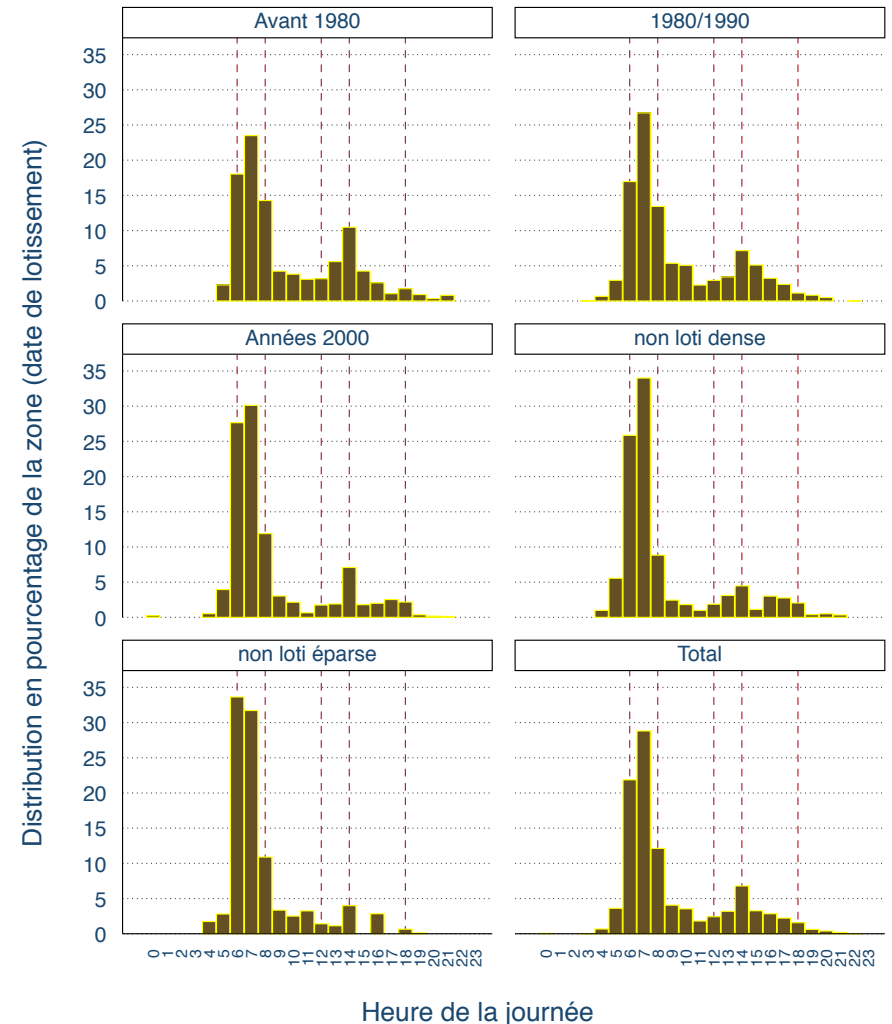 Distribution en pourcentage de la zone (date de lotissement)
Avant 1980
1980/1990
35
30
25
20
15
10
5
0
Années 2000
non loti dense
35
30
25
20
15
10
5
0
non loti éparse
Total
35
30
25
20
15
10
5
0
0 1 2 3 4 5 6 7 8 9 10 11 12 13 14 15 16 17 18 19 20 21 22 23
0 1 2 3 4 5 6 7 8 9 10 11 12 13 14 15 16 17 18 19 20 21 22 23
Heure de la journée